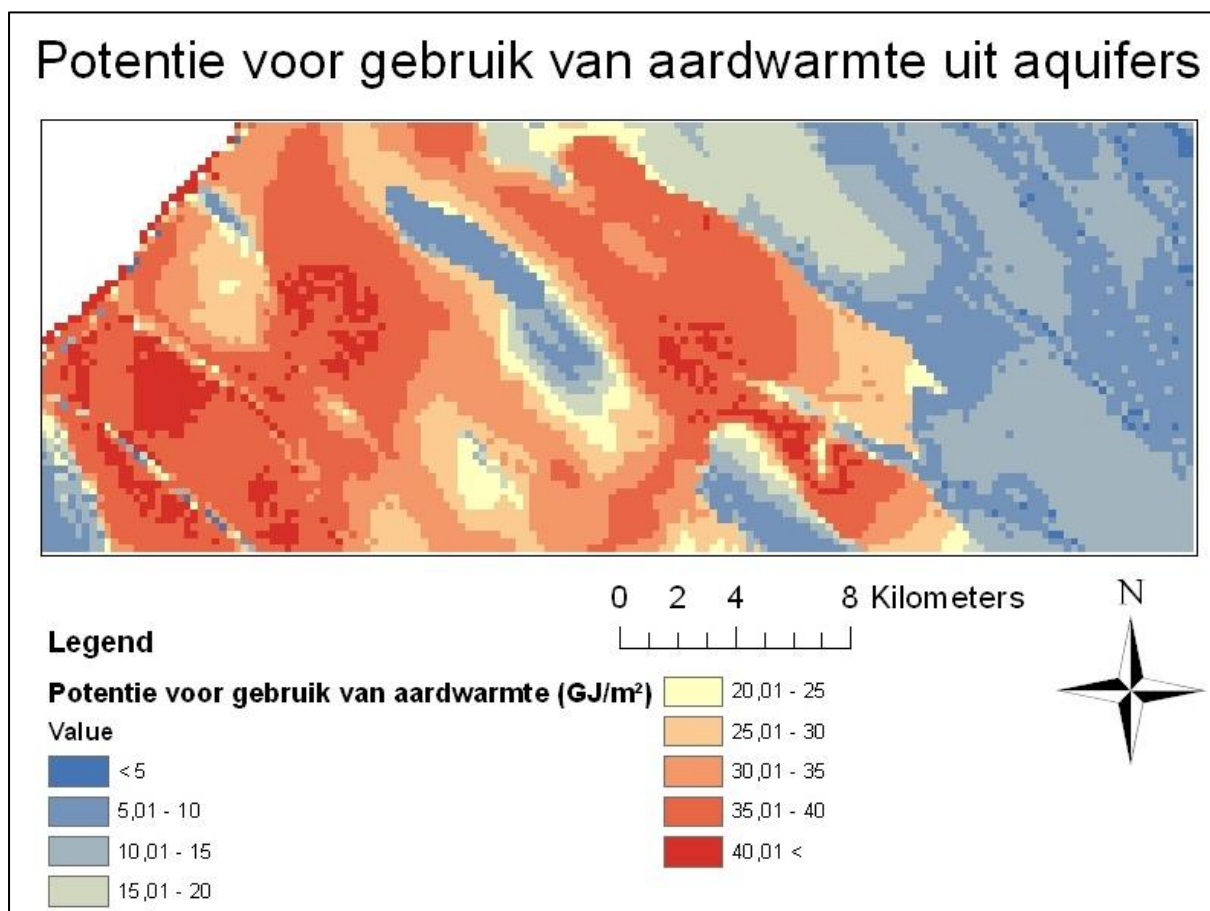 Potentie voor gebruik van aardwarmte uit aquifers
0 2 4 8 Kilometers
N
Legend
Potentie voor gebruik van aardwarmte (GJ/m²)
Value
< 5
5,01 - 10
10,01 - 15
15,01 - 20
20,01 - 25
25,01 - 30
30,01 - 35
35,01 - 40
40,01 <